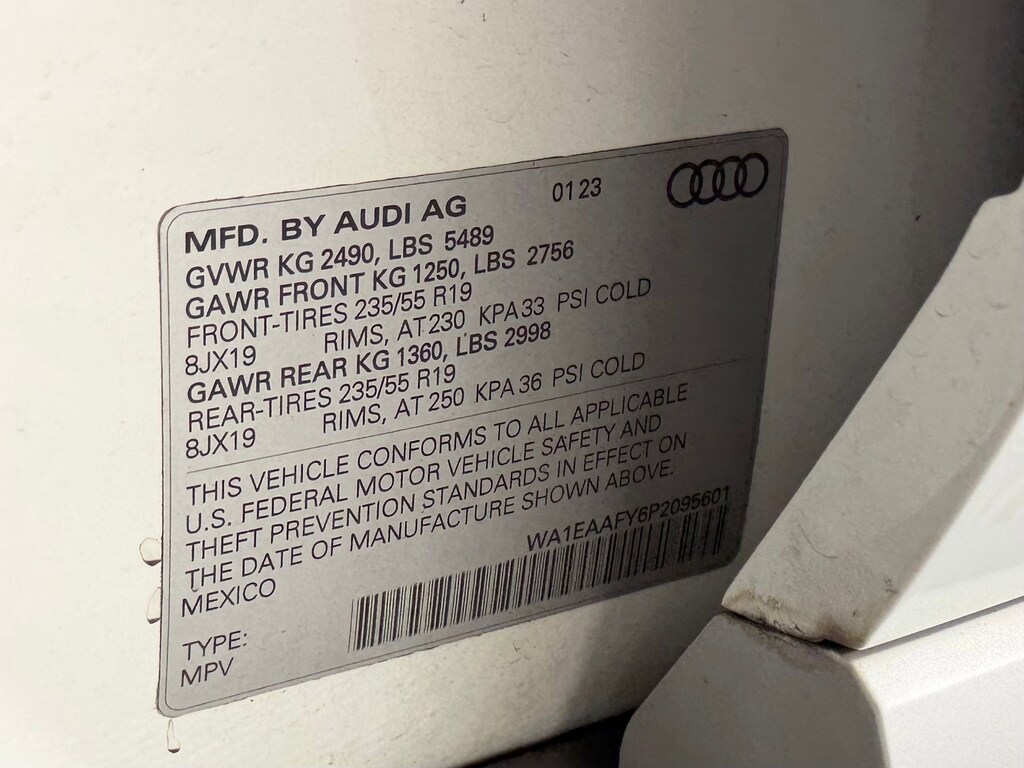 MFD. BY AUDI AG 0123
GVWR KG 2490, LBS 5489
GAWR FRONT KG 1250, LBS 2756
FRONT-TIRES 235/55 R19
8JX19 RIMS, AT 230 KPA 33 PSI COLD
GAWR REAR KG 1360, LBS 2998
REAR-TIRES 235/55 R19
8JX19 RIMS, AT 250 KPA 36 PSI COLD
THIS VEHICLE CONFORMS TO ALL APPLICABLE
U.S. FEDERAL MOTOR VEHICLE SAFETY AND
THEFT PREVENTION STANDARDS IN EFFECT ON
THE DATE OF MANUFACTURE SHOWN ABOVE.
MEXICO WA1EAAFY6P2095601
TYPE:
MPV